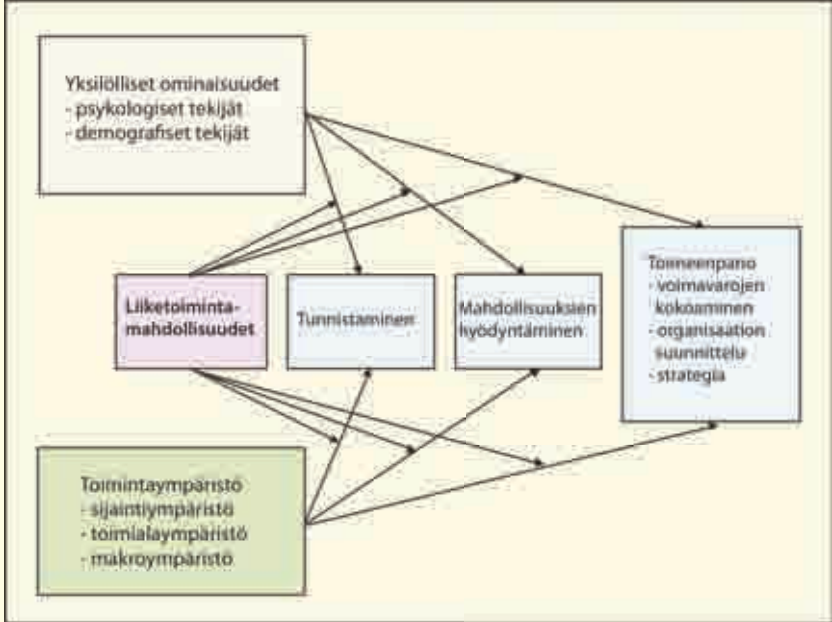 Yksilölliset ominaisuudet
- psykologiset tekijät
- demografiset tekijät
Liiketoiminta-
mahdollisuudet
Tunnistaminen
Mahdollisuuksien
hyödyntäminen
Toimeenpano
- voimavarojen
kokoaminen
- organisaation
suunnittelu
- strategia
Toimintaympäristö
- sijaintiympäristö
- toimialaympäristö
- makroympäristö